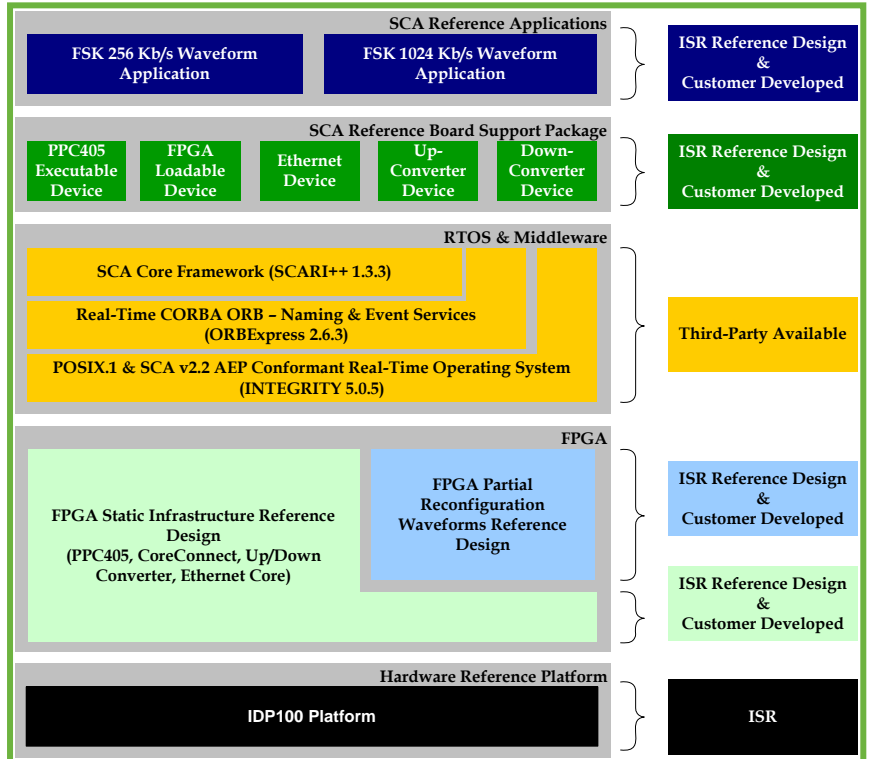 SCA Reference Applications
FSK 256 Kb/s Waveform
Application
FSK 1024 Kb/s Waveform
Application
ISR Reference Design
&
Customer Developed
SCA Reference Board Support Package
PPC405
Executable
Device
FPGA
Loadable
Device
Ethernet
Device
Up-
Converter
Device
Down-
Converter
Device
ISR Reference Design
&
Customer Developed
RTOS & Middleware
SCA Core Framework (SCARI++ 1.3.3)
Real-Time CORBA ORB – Naming & Event Services
(ORBExpress 2.6.3)
POSIX.1 & SCA v2.2 AEP Conformant Real-Time Operating System
(INTEGRITY 5.0.5)
Third-Party Available
FPGA
FPGA Static Infrastructure Reference
Design
(PPC405, CoreConnect, Up/Down
Converter, Ethernet Core)
FPGA Partial
Reconfiguration
Waveforms Reference
Design
ISR Reference Design
&
Customer Developed
ISR Reference Design
&
Customer Developed
Hardware Reference Platform
IDP100 Platform
ISR